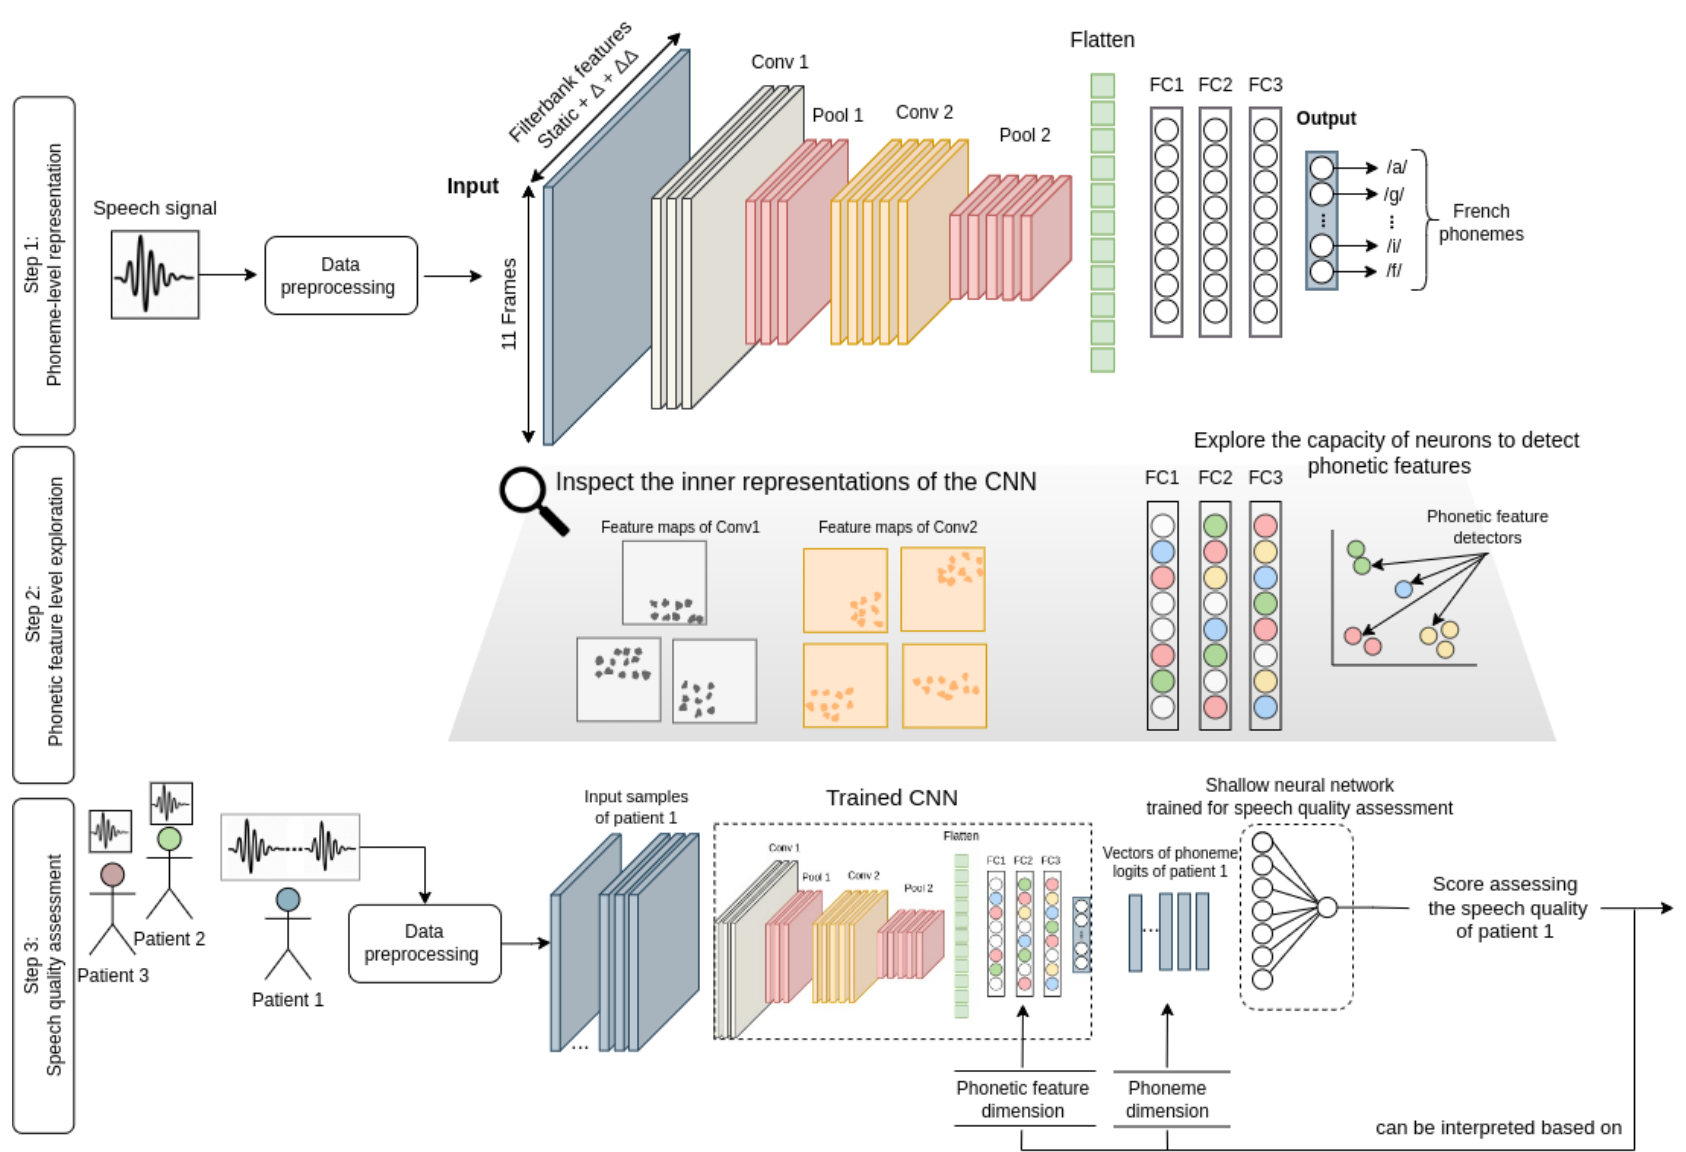 Step 1:
Phoneme-level representation
Speech signal
Data
preprocessing
Input
Filterbank features
Static + Δ + ΔΔ
11 Frames
Conv 1
Pool 1
Conv 2
Pool 2
Flatten
FC1
FC2
FC3
Output
/a/
/g/
/i/
/f/
French
phonemes
Step 2:
Phonetic feature level exploration
Inspect the inner representations of the CNN
Feature maps of Conv1
Feature maps of Conv2
Explore the capacity of neurons to detect
phonetic features
FC1
FC2
FC3
Phonetic feature
detectors
Step 3:
Speech quality assessment
Patient 3
Patient 2
Patient 1
Data
preprocessing
Input samples
of patient 1
...
Trained CNN
Conv 1
Pool 1
Conv 2
Pool 2
Flatten
FC1
FC2
FC3
Vectors of phoneme
logits of patient 1
...
Shallow neural network
trained for speech quality assessment
Score assessing
the speech quality
of patient 1
Phonetic feature
dimension
Phoneme
dimension
can be interpreted based on